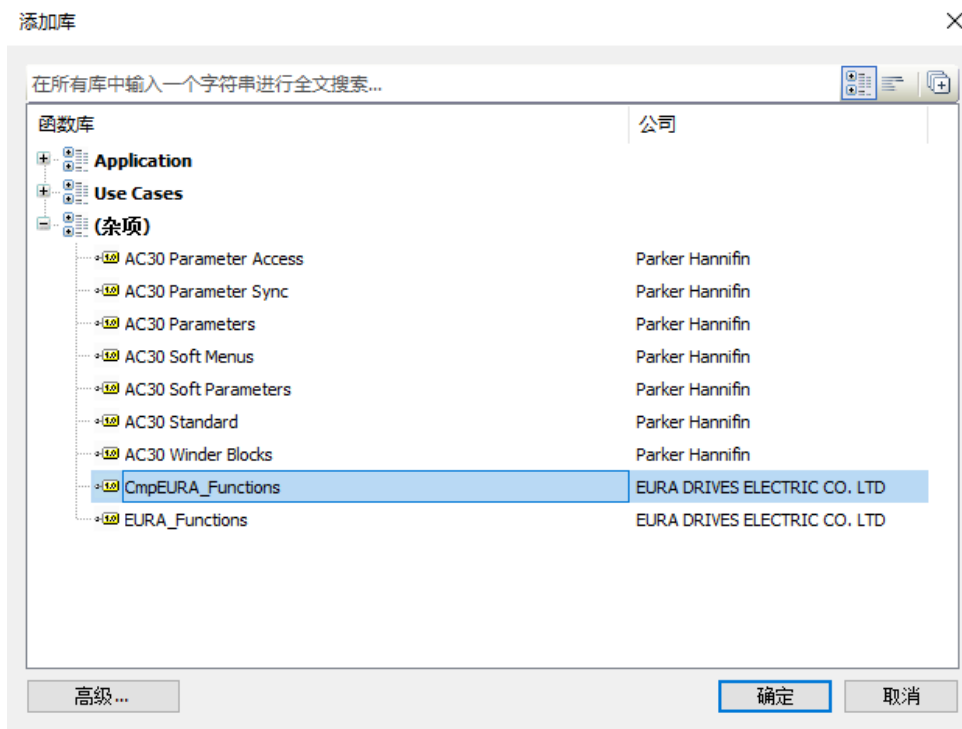 添加库
在所有库中输入一个字符串进行全文搜索...
函数库 公司
Application
Use Cases
(杂项)
AC30 Parameter Access Parker Hannifin
AC30 Parameter Sync Parker Hannifin
AC30 Parameters Parker Hannifin
AC30 Soft Menus Parker Hannifin
AC30 Soft Parameters Parker Hannifin
AC30 Standard Parker Hannifin
AC30 Winder Blocks Parker Hannifin
CmpEURA_Functions EURA DRIVES ELECTRIC CO. LTD
EURA_Functions EURA DRIVES ELECTRIC CO. LTD
高级... 确定 取消